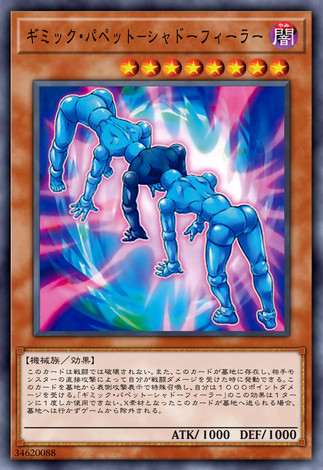 ギミック・パペット－シャドーフィーラー
闇
やみ
【機械族／効果】
このカードは戦闘では破壊されない。また、このカードが墓地に存在し、相手モ
ンスターの直接攻撃によって自分が戦闘ダメージを受けた時に発動できる。こ
のカードを墓地から表側攻撃表示で特殊召喚し、自分は１０００ポイントダメ
ージを受ける。「ギミック・パペット－シャドーフィーラー」のこの効果は１ター
ンに１度しか使用できない。Ｘ素材となったこのカードが墓地へ送られる場合、
墓地へは行かずゲームから除外される。
ATK/1000 DEF/1000
34620088